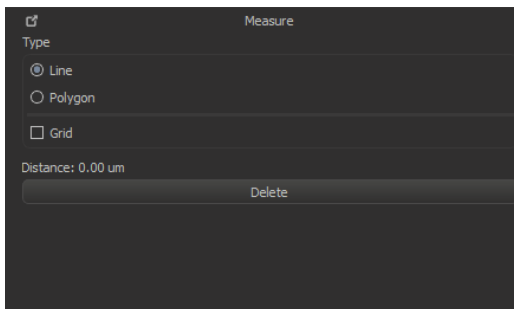 Measure
Type
Line
Polygon
Grid
Distance: 0.00 um
Delete